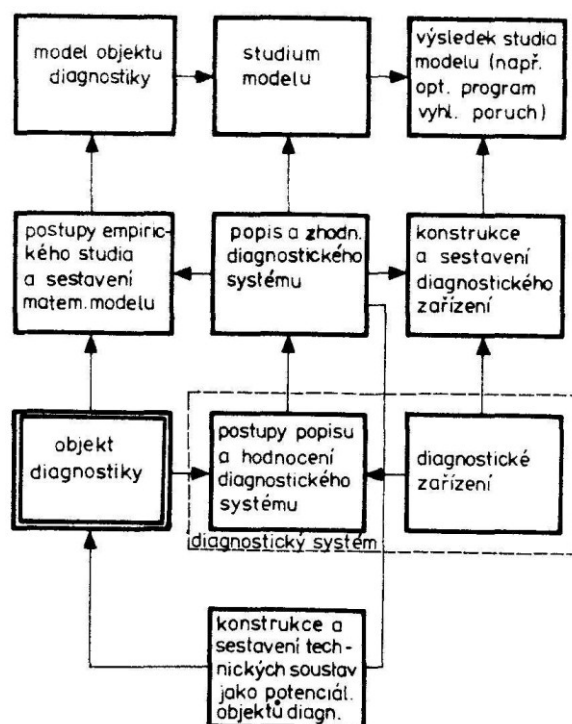 model objektu
diagnostiky
studium
modelu
výsledek studia
modelu (např.
opt. program
vyhl. poruch)
postupy empiric-
kého studia
a sestavení
matem. modelu
popis a zhodn.
diagnostického
systému
konstrukce
a sestavení
diagnostického
zařízení
objekt
diagnostiky
postupy popisu
a hodnocení
diagnostického
systému
diagnostické
zařízení
diagnostický systém
konstrukce a
sestavení tech-
nických soustav
jako potenciál.
objektů diagn.